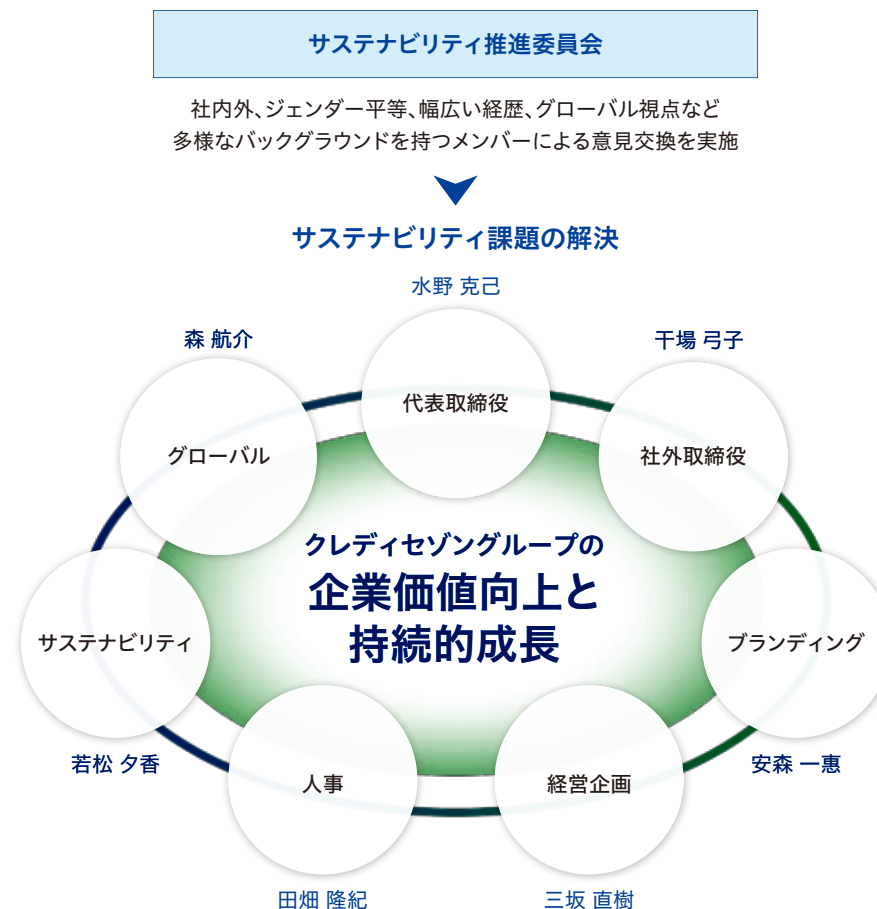 サステナビリティ推進委員会
社内外、ジェンダー平等、幅広い経歴、グローバル視点など
多様なバックグラウンドを持つメンバーによる意見交換を実施
サステナビリティ課題の解決
水野 克己
代表取締役
森 航介
グローバル
干場 弓子
社外取締役
クレディセゾングループの
企業価値向上と
持続的成長
サステナビリティ
若松 夕香
ブランディング
安森 一惠
人事
田畑 隆紀
経営企画
三坂 直樹